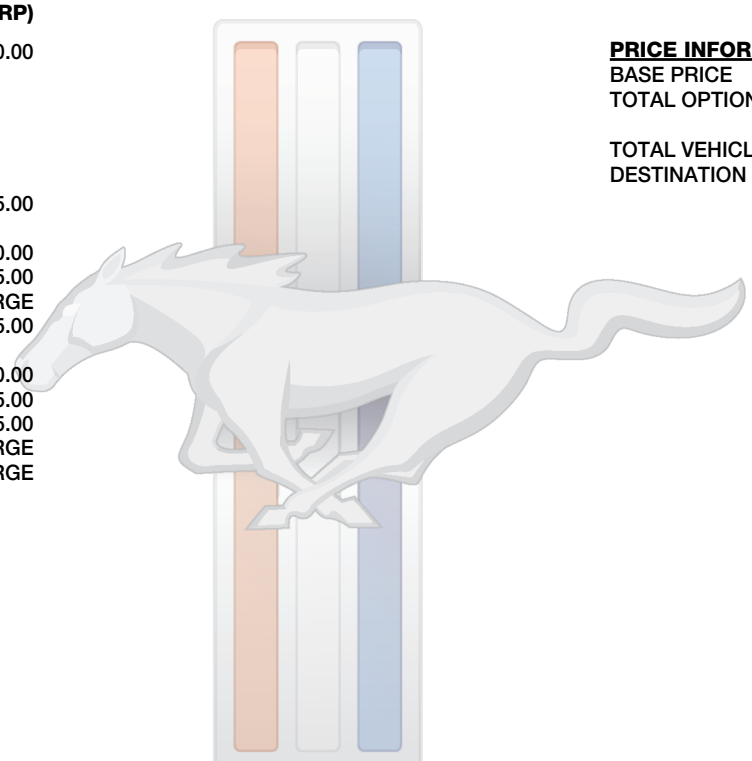 RP)
0.00
5.00
0.00
5.00
RGE
5.00
0.00
5.00
5.00
RGE
RGE
PRICE INFOR
BASE PRICE
TOTAL OPTION
TOTAL VEHICL
DESTINATION